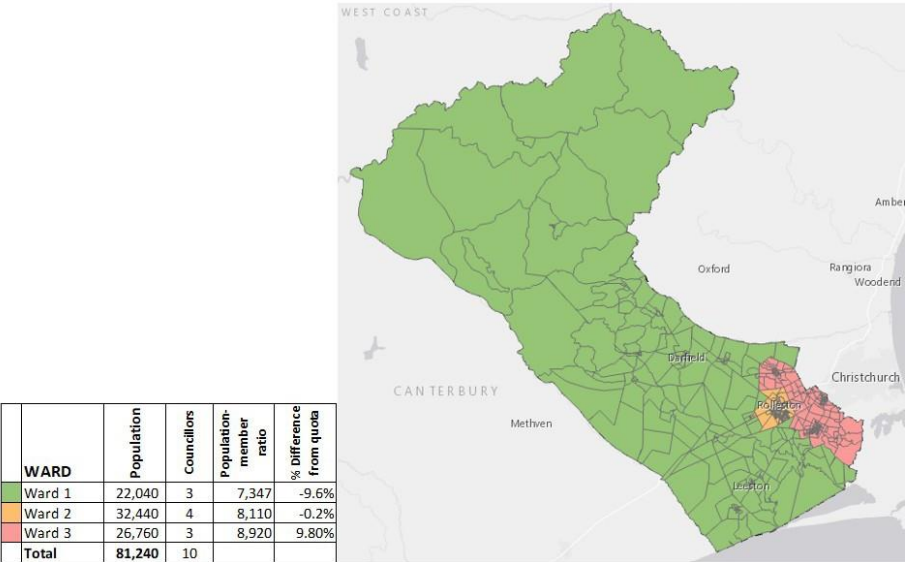 WEST COAST
Amber
Oxford
Rangiora
Woodend
Darfield
Christchurch
CANTERBURY
Rolleston
Methven
Leeston
WARD Population Councillors Population-member ratio % Difference from quota
Ward 1 22,040 3 7,347 -9.6%
Ward 2 32,440 4 8,110 -0.2%
Ward 3 26,760 3 8,920 9.80%
Total 81,240 10